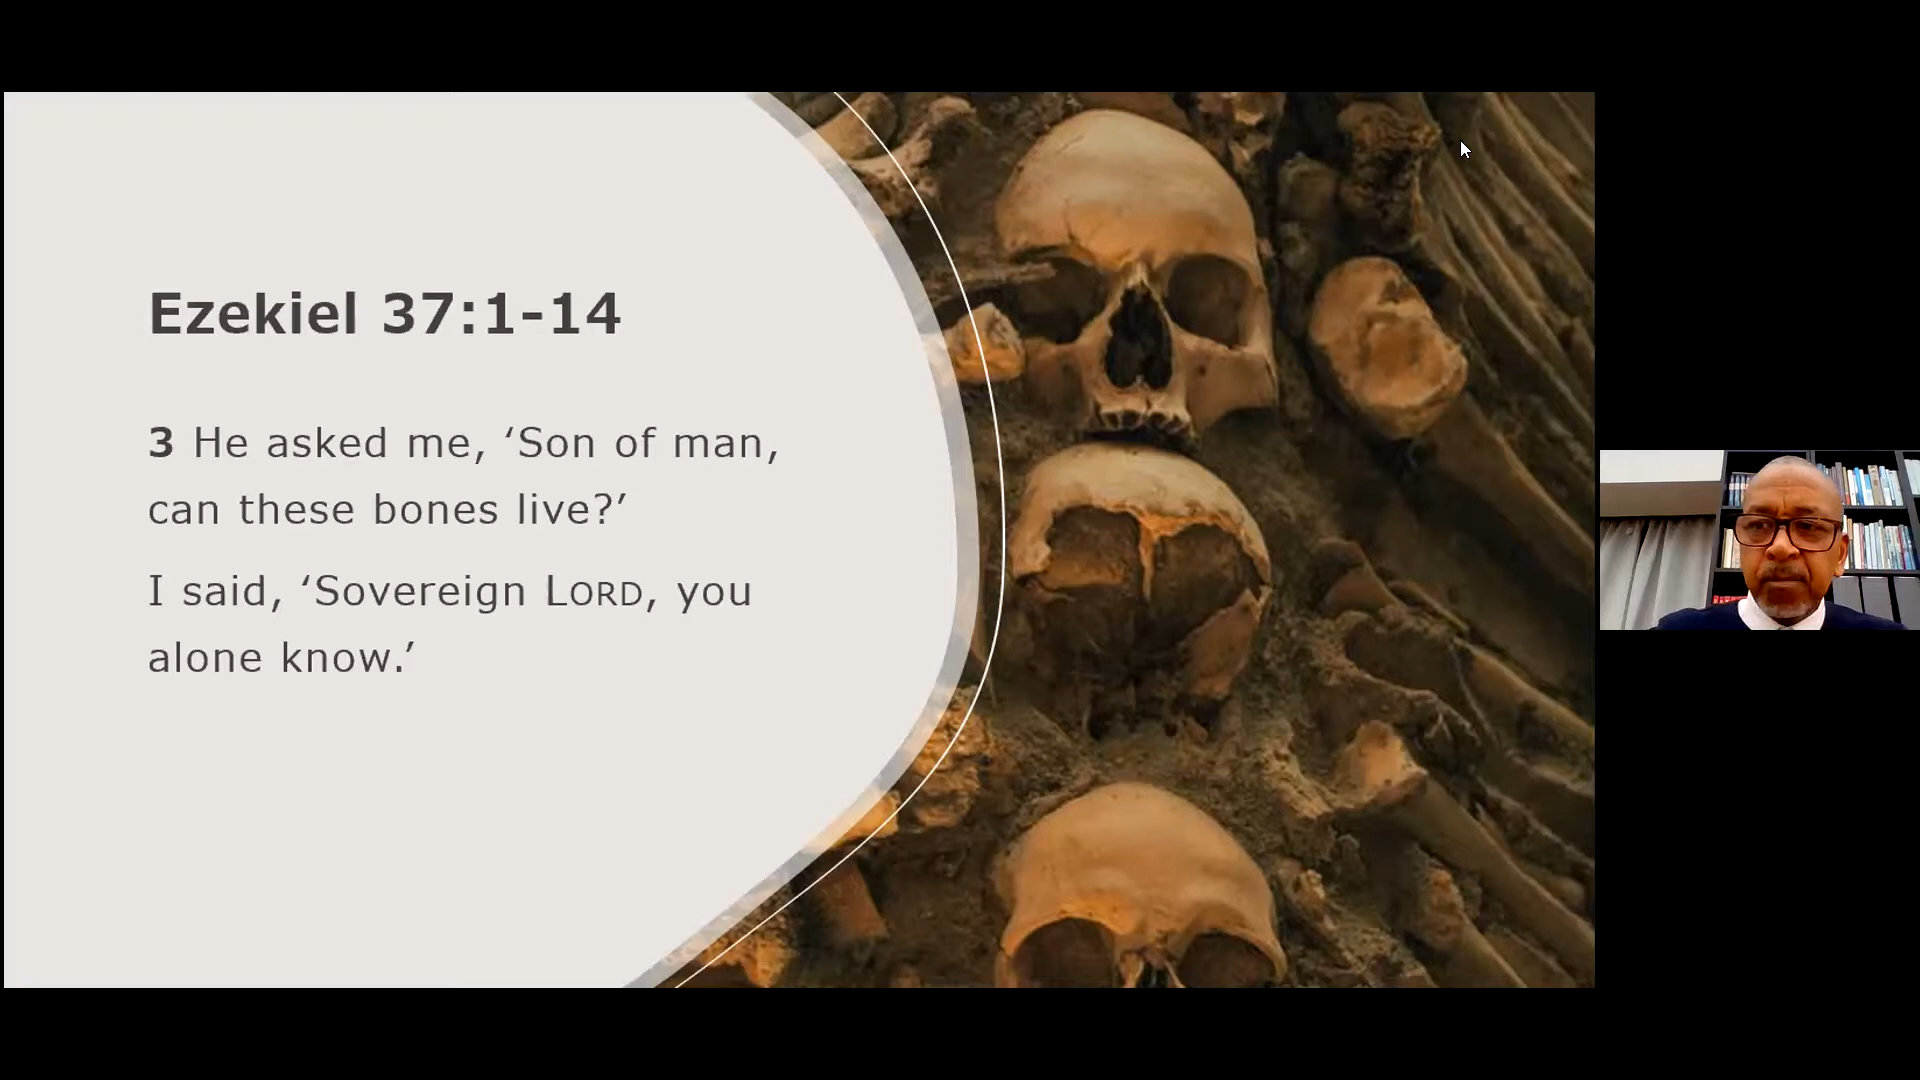 Ezekiel 37:1-14
3 He asked me, ‘Son of man,
can these bones live?’
I said, ‘Sovereign LORD, you
alone know.’